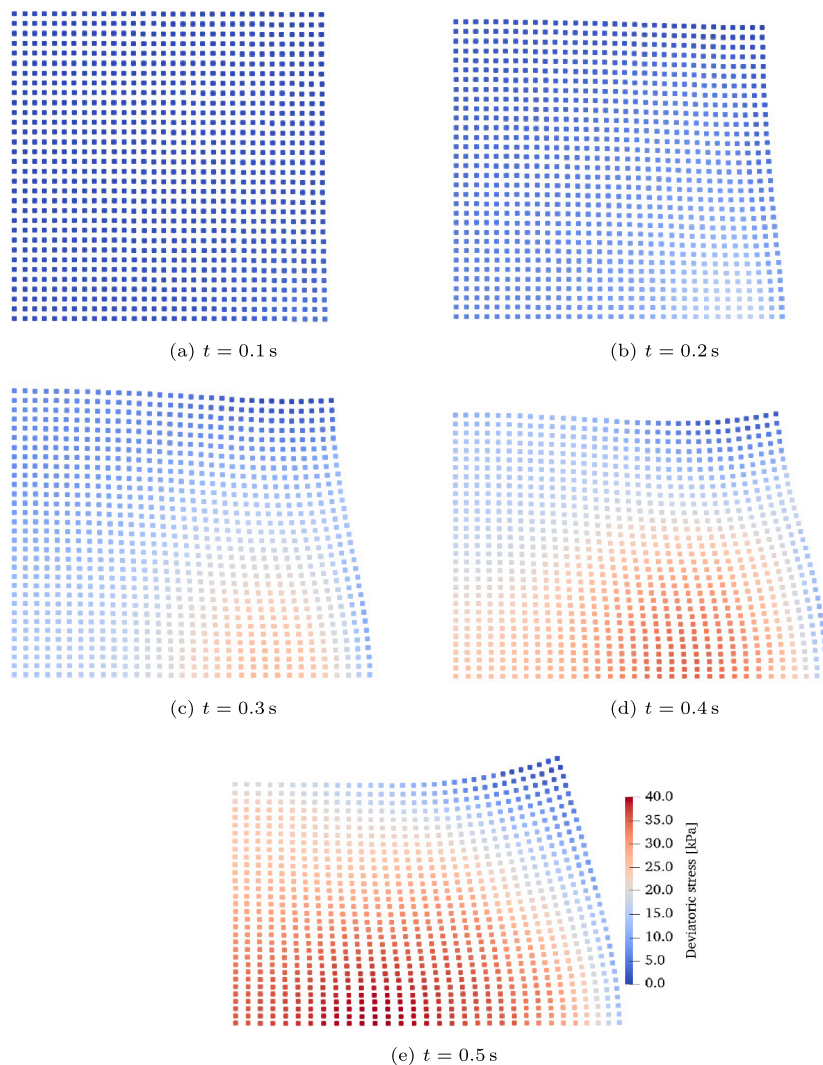 (a) t = 0.1 s
(b) t = 0.2 s
(c) t = 0.3 s
(d) t = 0.4 s
40.0
35.0
30.0
25.0
20.0
15.0
10.0
5.0
0.0
Deviatoric stress [kPa]
(e) t = 0.5 s